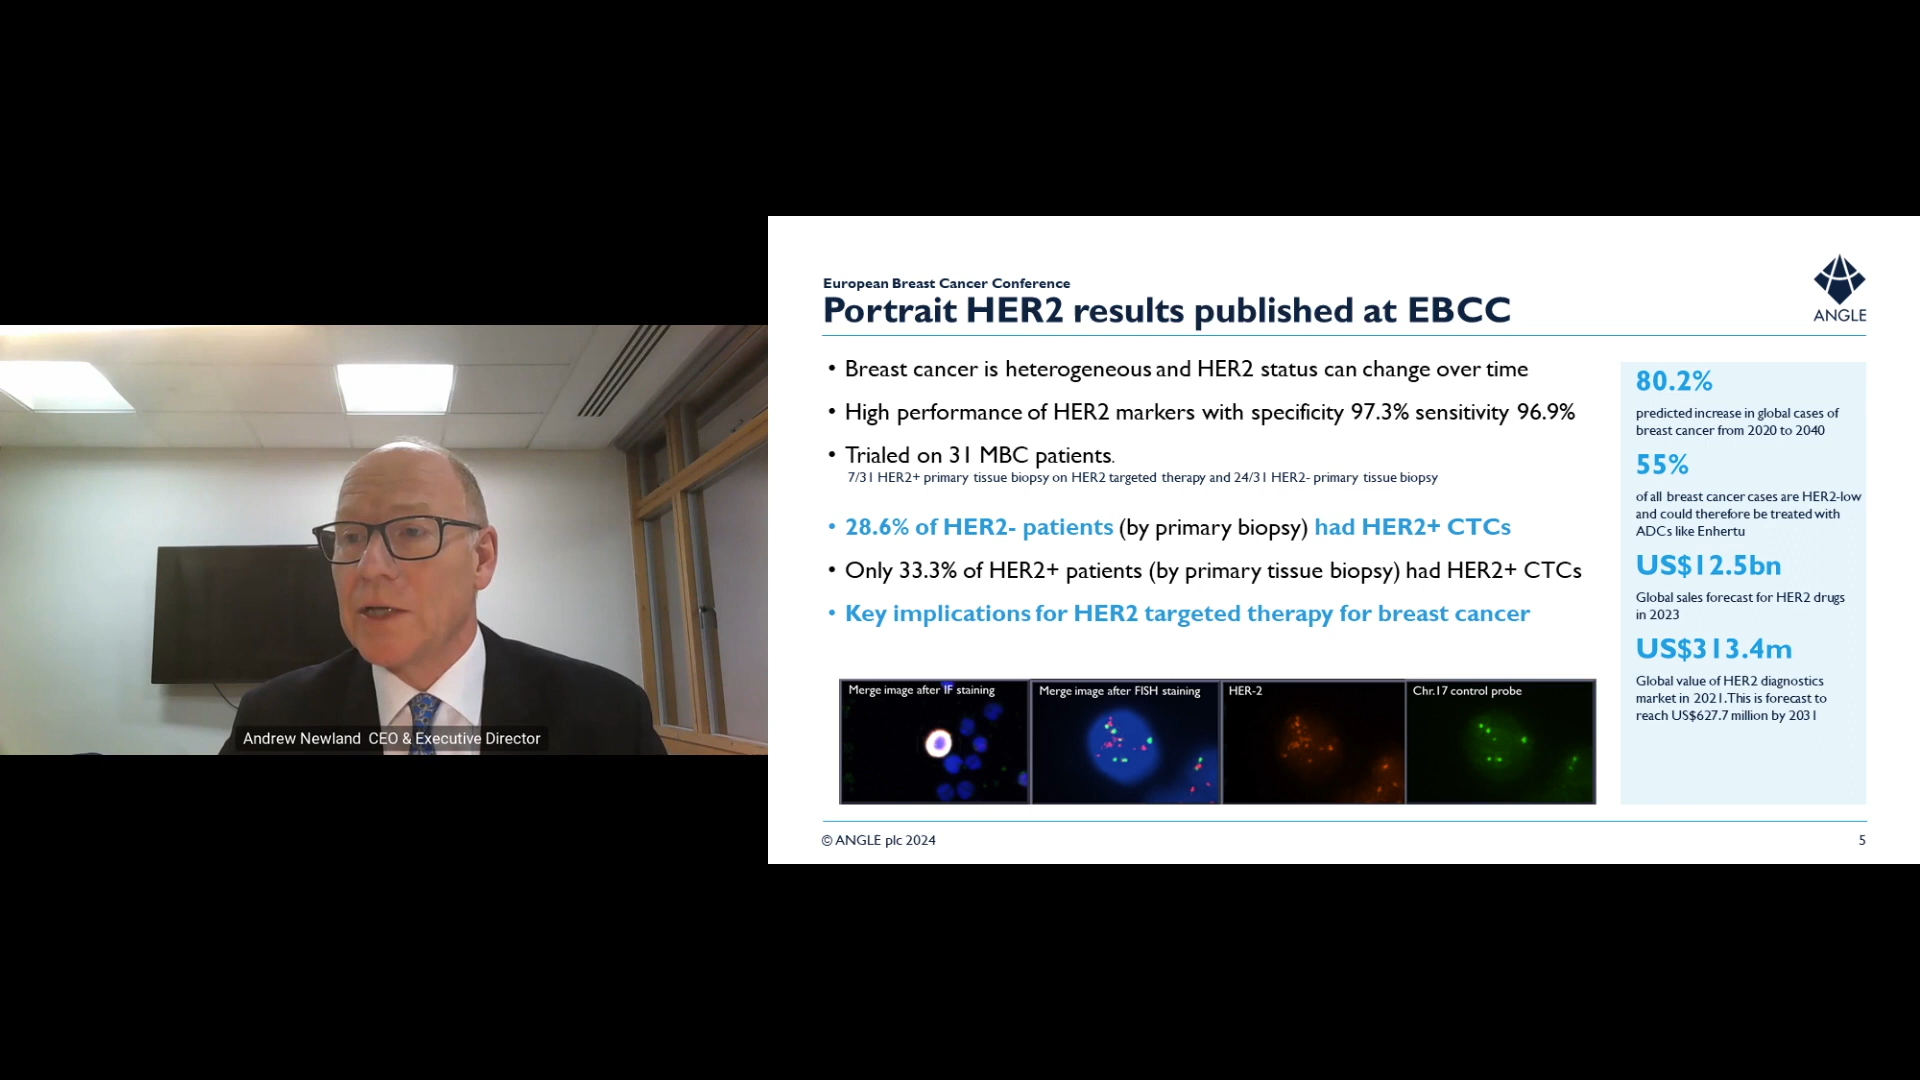 Andrew Newland  CEO & Executive Director
European Breast Cancer Conference
Portrait HER2 results published at EBCC
ANGLE
• Breast cancer is heterogeneous and HER2 status can change over time
• High performance of HER2 markers with specificity 97.3% sensitivity 96.9%
• Trialed on 31 MBC patients.
7/31 HER2+ primary tissue biopsy on HER2 targeted therapy and 24/31 HER2- primary tissue biopsy
• 28.6% of HER2- patients (by primary biopsy) had HER2+ CTCs
• Only 33.3% of HER2+ patients (by primary tissue biopsy) had HER2+ CTCs
• Key implications for HER2 targeted therapy for breast cancer
Merge image after IF staining
Merge image after FISH staining
HER-2
Chr.17 control probe
80.2%
predicted increase in global cases of
breast cancer from 2020 to 2040
55%
of all breast cancer cases are HER2-low
and could therefore be treated with
ADCs like Enhertu
US$12.5bn
Global sales forecast for HER2 drugs
in 2023
US$313.4m
Global value of HER2 diagnostics
market in 2021. This is forecast to
reach US$627.7 million by 2031
© ANGLE plc 2024
5